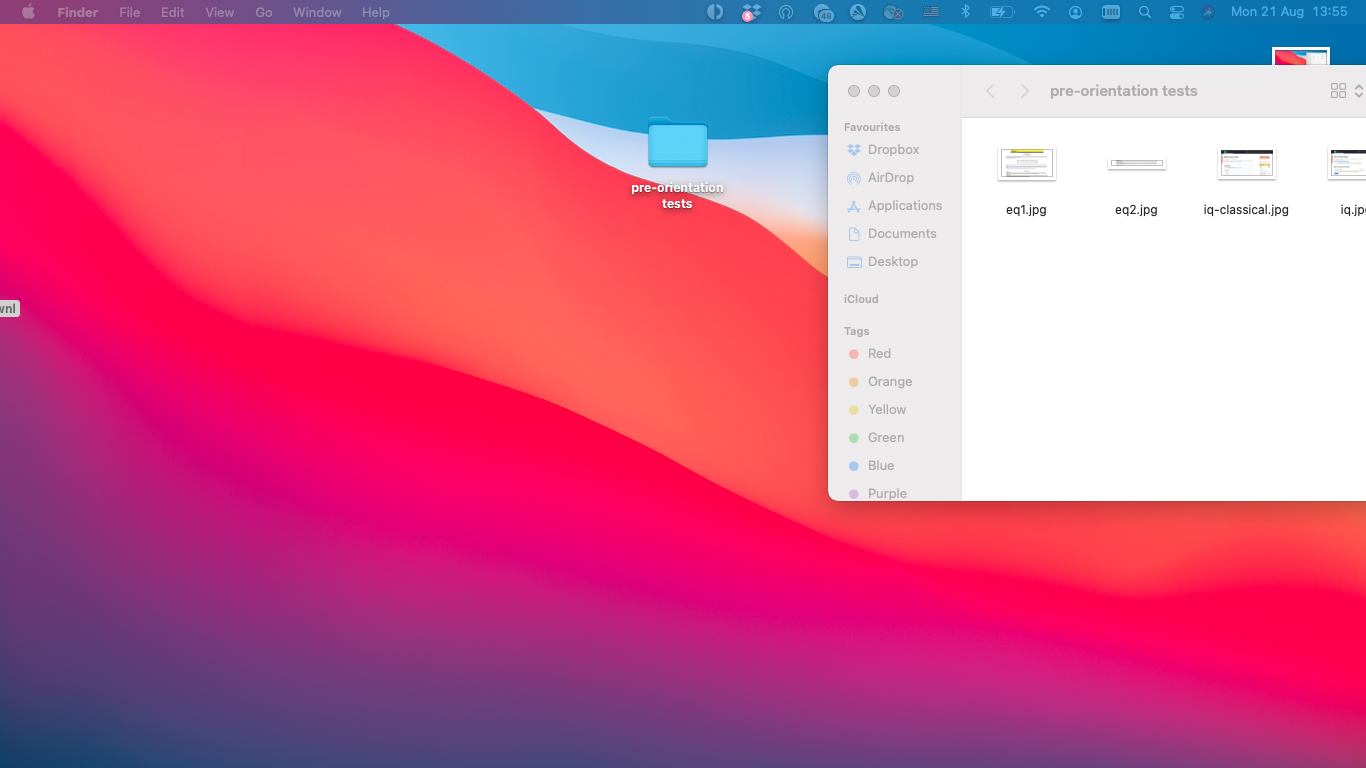 Finder File Edit View Go Window Help 6 48 Mon 21 Aug 13:55
pre-orientation
tests
wnl
pre-orientation tests
Favourites
Dropbox
AirDrop
Applications
Documents
Desktop
iCloud
Tags
Red
Orange
Yellow
Green
Blue
Purple
eq1.jpg eq2.jpg iq-classical.jpg iq.jp